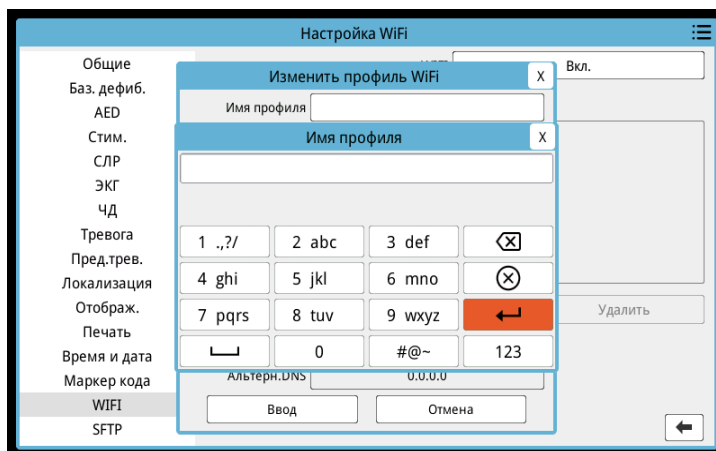 Настройка WiFi
Общие
Баз. дефиб.
AED
Стим.
СЛР
ЭКГ
ЧД
Тревога
Пред.трев.
Локализация
Отображ.
Печать
Время и дата
Маркер кода
WIFI
SFTP
Вкл.
Изменить профиль WiFi X
Имя профиля
Имя профиля X
1 .,?/ 2 abc 3 def
4 ghi 5 jkl 6 mno
7 pqrs 8 tuv 9 wxyz
0 #@~ 123
Альтерн.DNS 0.0.0.0
Ввод Отмена
Удалить